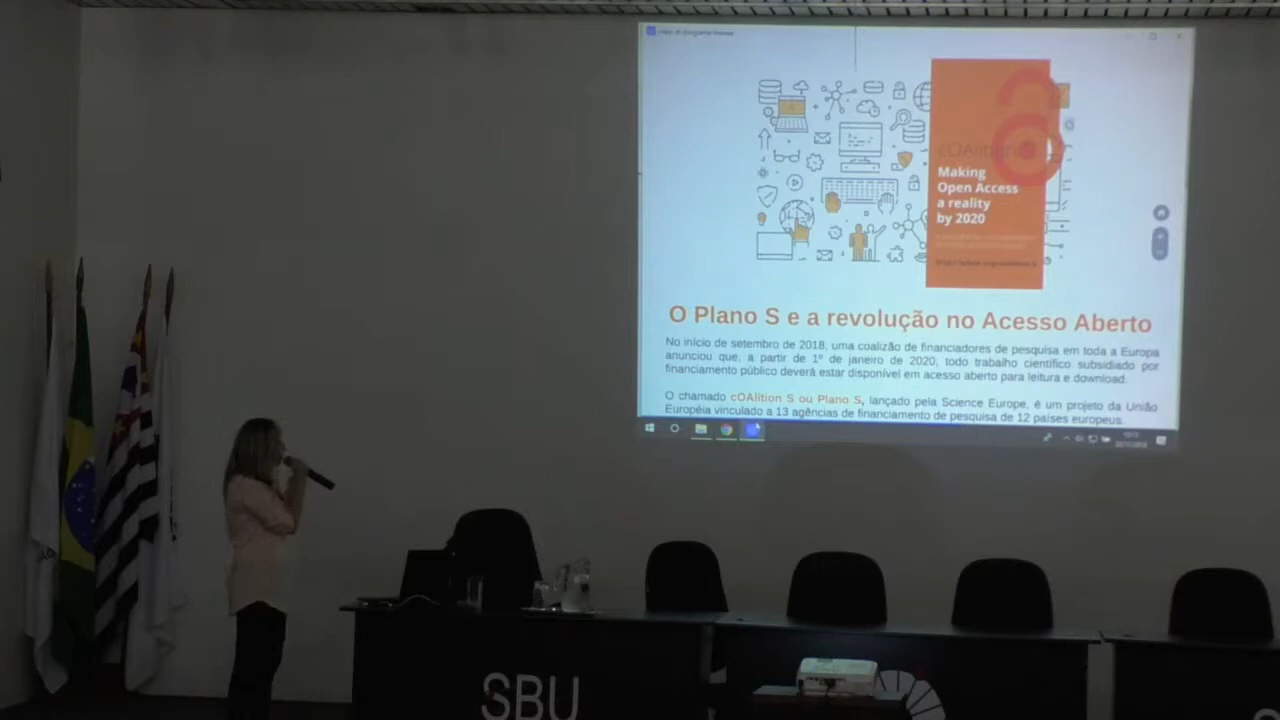 cOAlition
Making
Open Access
a reality
by 2020
O Plano S e a revolução no Acesso Aberto
No início de setembro de 2018, uma coalizão de financiadores de pesquisa em toda a Europa
anunciou que, a partir de 1º de janeiro de 2020, todo trabalho científico subsidiado por
financiamento público deverá estar disponível em acesso aberto para leitura e download.
O chamado cOAlition S ou Plano S, lançado pela Science Europe, é um projeto da União
Européia vinculado a 13 agências de financiamento de pesquisa de 12 países europeus.
SBU